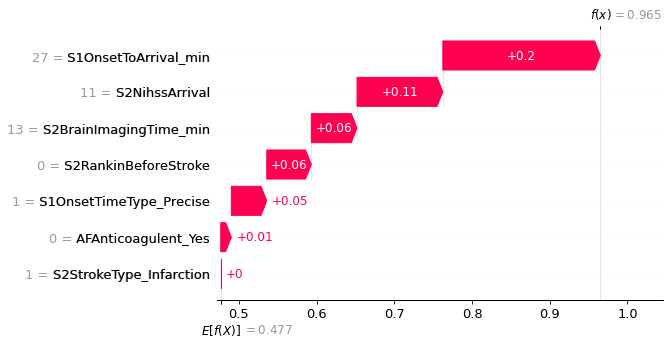 f(x) = 0.965
27 = S1OnsetToArrival_min +0.2
11 = S2NihssArrival +0.11
13 = S2BrainImagingTime_min +0.06
0 = S2RankinBeforeStroke +0.06
1 = S1OnsetTimeType_Precise +0.05
0 = AFAnticoagulent_Yes +0.01
1 = S2StrokeType_Infarction +0
0.5 0.6 0.7 0.8 0.9 1.0
E[f(X)] = 0.477